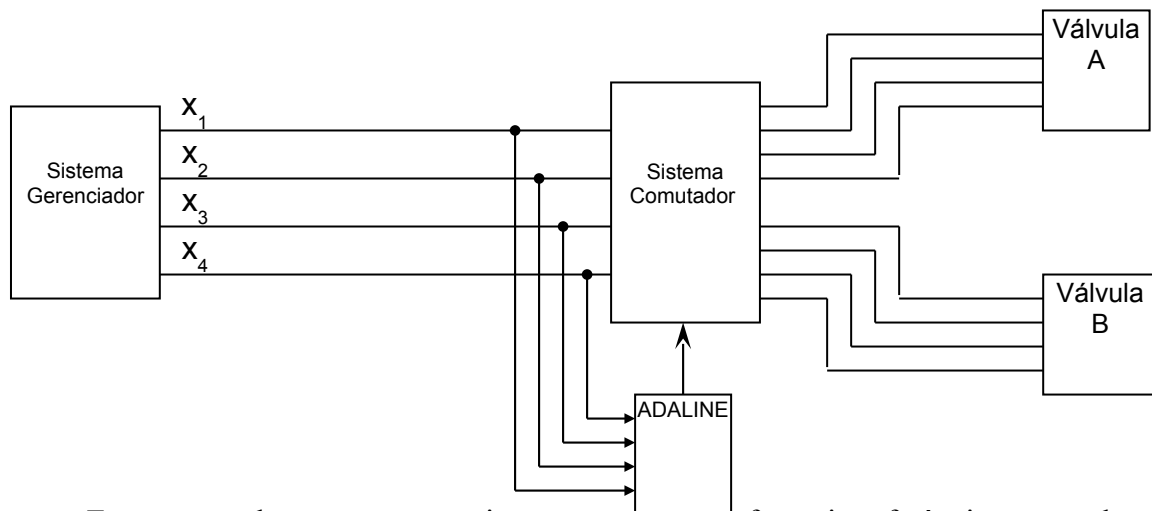 Válvula
A
x1
x2
x3
x4
Sistema
Gerenciador
Sistema
Comutador
Válvula
B
ADALINE